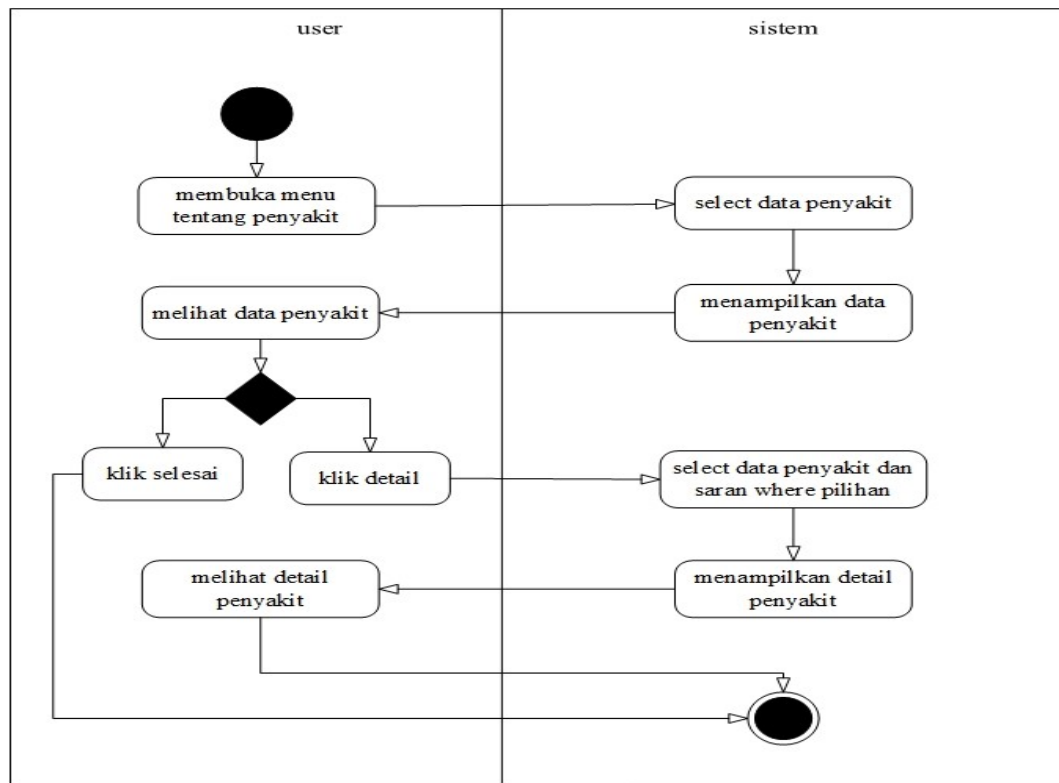 user
sistem
membuka menu
tentang penyakit
select data penyakit
melihat data penyakit
menampilkan data
penyakit
klik selesai
klik detail
select data penyakit dan
saran where pilihan
melihat detail
penyakit
menampilkan detail
penyakit